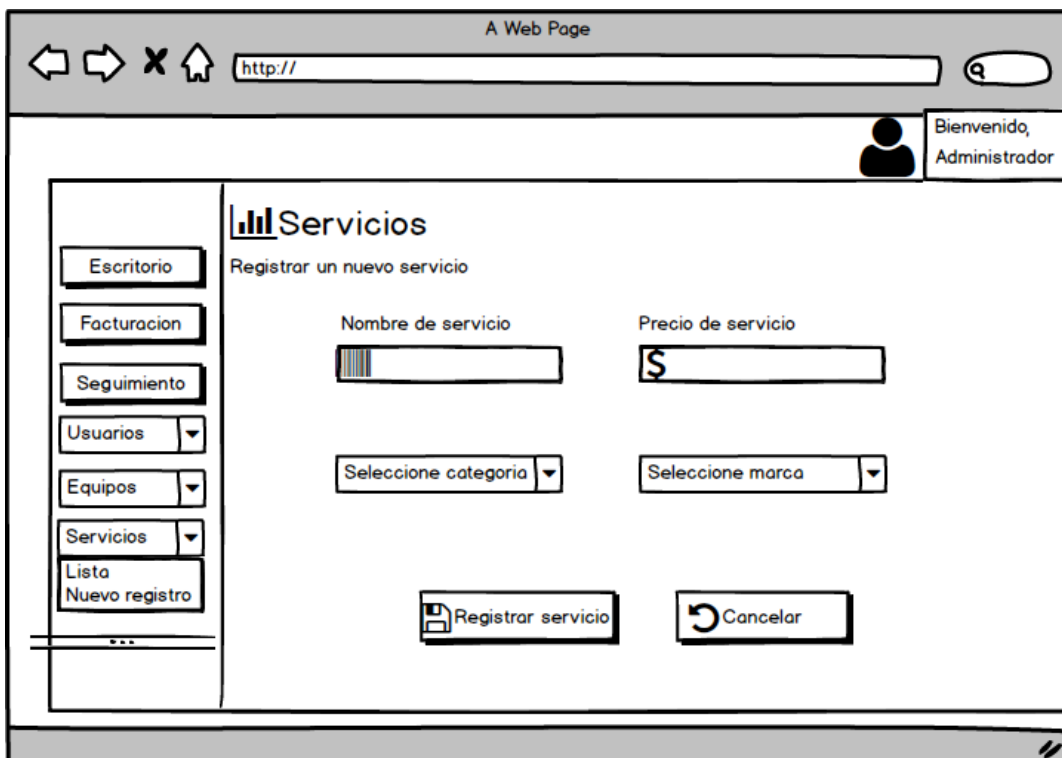 A Web Page
http://
Bienvenido,
Administrador
Servicios
Registrar un nuevo servicio
Escritorio
Facturacion
Seguimiento
Usuarios
Equipos
Servicios
Lista
Nuevo registro
...
Nombre de servicio
Precio de servicio
$
Seleccione categoria
Seleccione marca
Registrar servicio
Cancelar